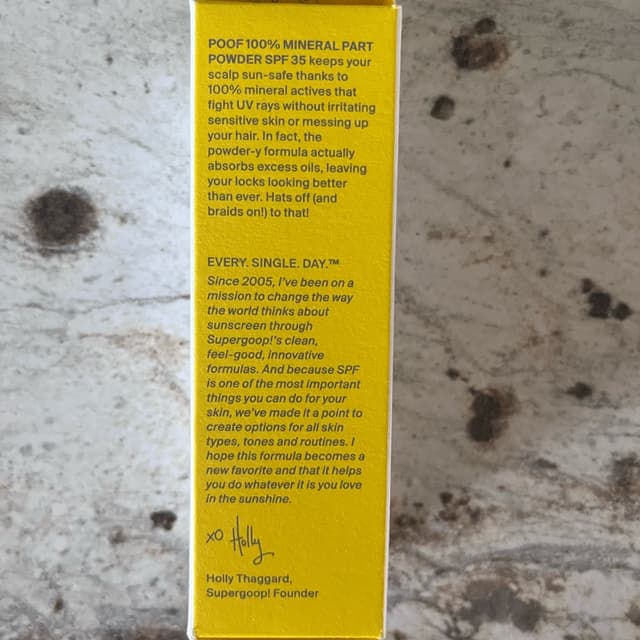 POOF 100% MINERAL PART
POWDER SPF 35 keeps your
scalp sun-safe thanks to
100% mineral actives that
fight UV rays without irritating
sensitive skin or messing up
your hair. In fact, the
powder-y formula actually
absorbs excess oils, leaving
your locks looking better
than ever. Hats off (and
braids on!) to that!
EVERY. SINGLE. DAY.™
Since 2005, I've been on a
mission to change the way
the world thinks about
sunscreen through
Supergoop!'s clean,
feel-good, innovative
formulas. And because SPF
is one of the most important
things you can do for your
skin, we've made it a point to
create options for all skin
types, tones and routines. I
hope this formula becomes a
new favorite and that it helps
you do whatever it is you love
in the sunshine.
xo Holly
Holly Thaggard,
Supergoop! Founder